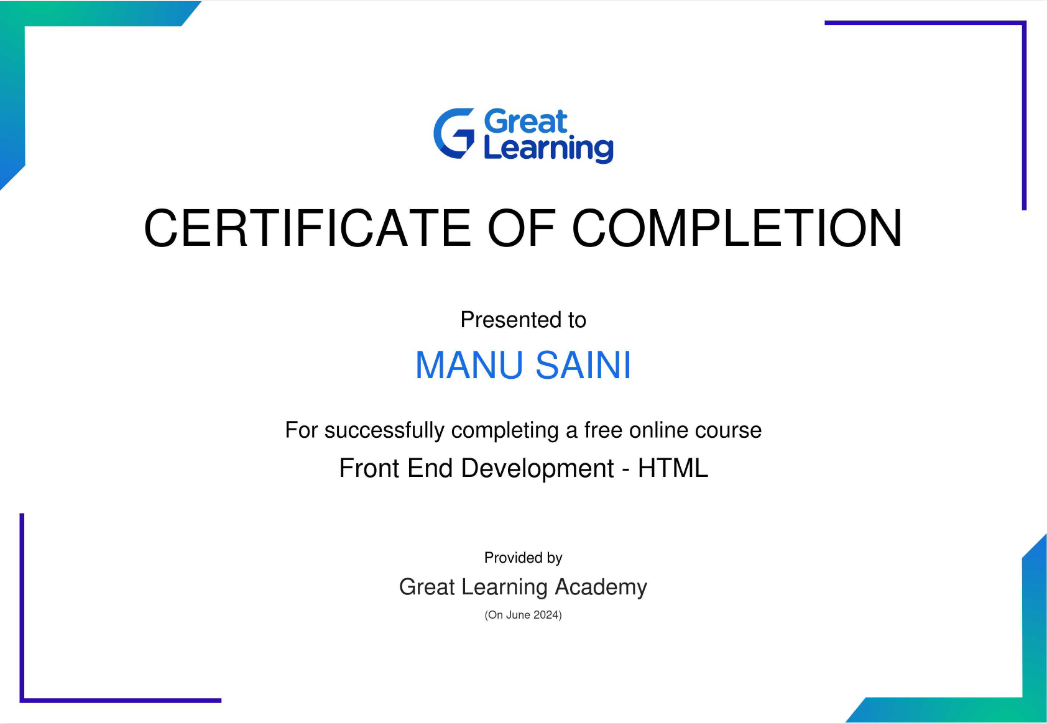 Great
Learning
CERTIFICATE OF COMPLETION
Presented to
MANU SAINI
For successfully completing a free online course
Front End Development - HTML
Provided by
Great Learning Academy
(On June 2024)